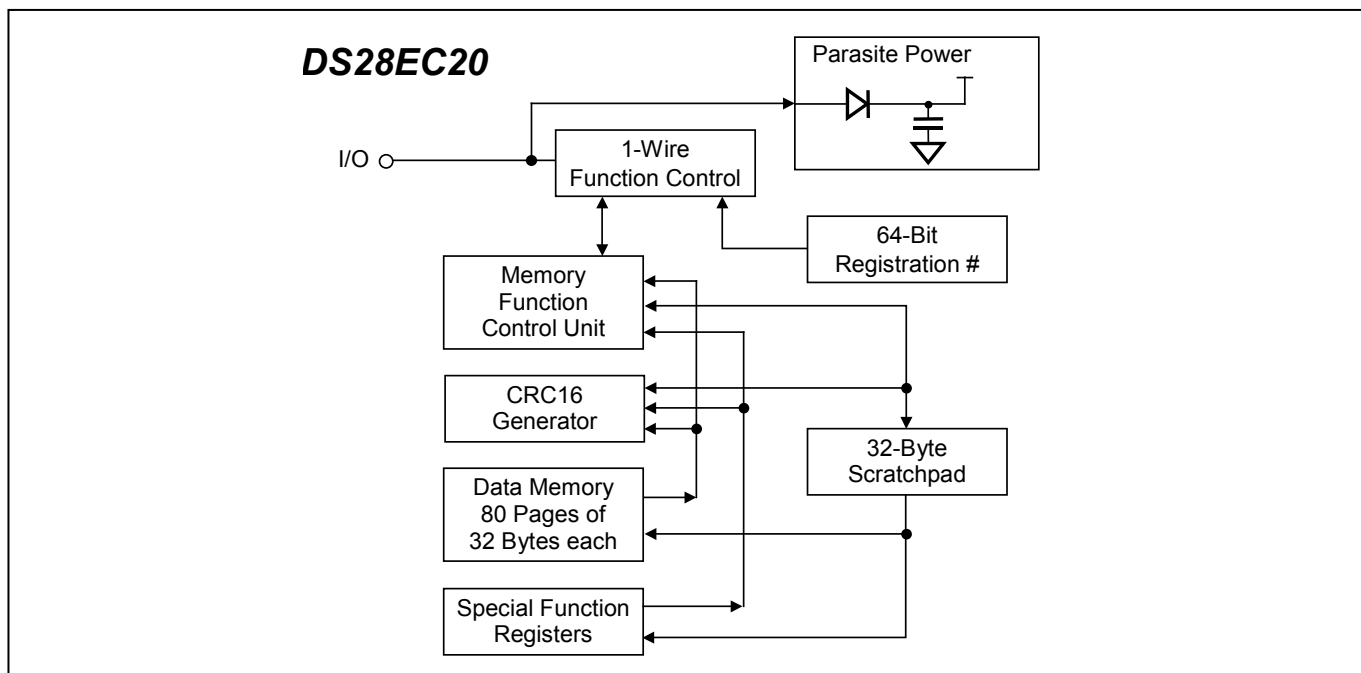 DS28EC20
Parasite Power
I/O
1-Wire
Function Control
64-Bit
Registration #
Memory
Function
Control Unit
CRC16
Generator
32-Byte
Scratchpad
Data Memory
80 Pages of
32 Bytes each
Special Function
Registers